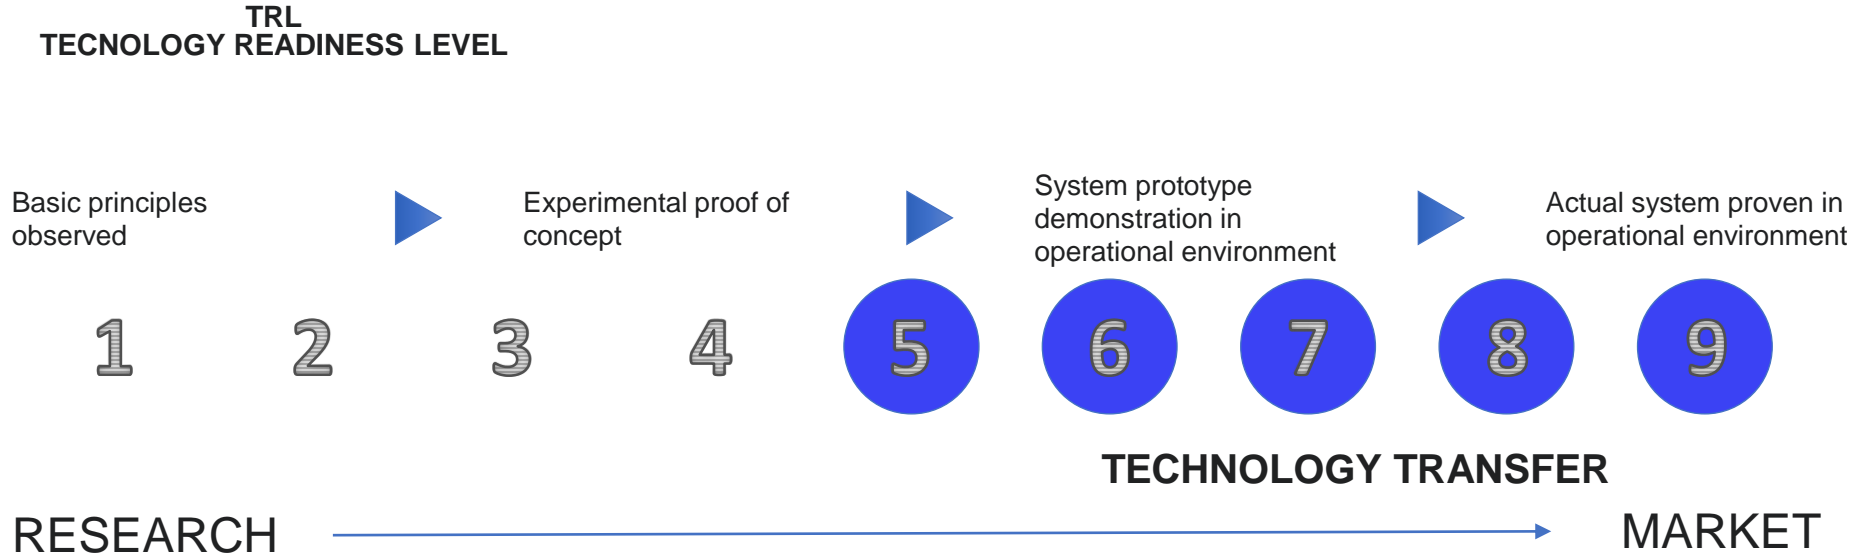 TRL
TECNOLOGY READINESS LEVEL
Basic principles
observed
Experimental proof of
concept
System prototype
demonstration in
operational environment
Actual system proven in
operational environment
1 2 3 4 5 6 7 8 9
TECHNOLOGY TRANSFER
RESEARCH MARKET